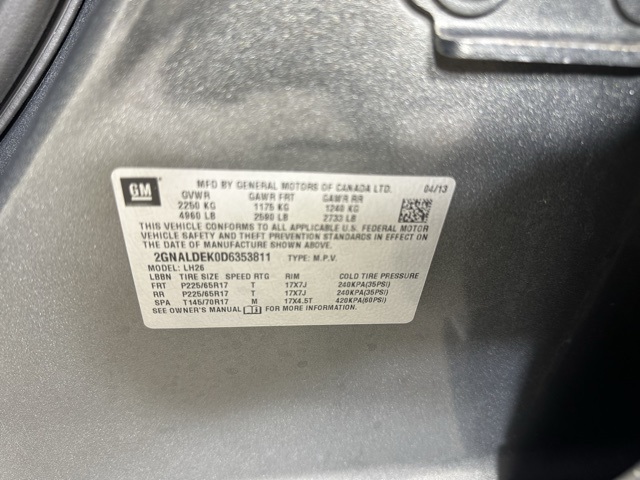 GM
MFD BY GENERAL MOTORS OF CANADA LTD. 04/13
GVWR GAWR FRT GAWR RR
2250 KG 1175 KG 1240 KG
4960 LB 2590 LB 2733 LB
THIS VEHICLE CONFORMS TO ALL APPLICABLE U.S. FEDERAL MOTOR
VEHICLE SAFETY AND THEFT PREVENTION STANDARDS IN EFFECT ON
THE DATE OF MANUFACTURE SHOWN ABOVE.
2GNALDEK0D6353811 TYPE: M.P.V.
MODEL: LH26
LBBN TIRE SIZE SPEED RTG RIM COLD TIRE PRESSURE
FRT P225/65R17 T 17X7J 240KPA(35PSI)
RR P225/65R17 T 17X7J 240KPA(35PSI)
SPA T145/70R17 M 17X4.5T 420KPA(60PSI)
SEE OWNER'S MANUAL FOR MORE INFORMATION.